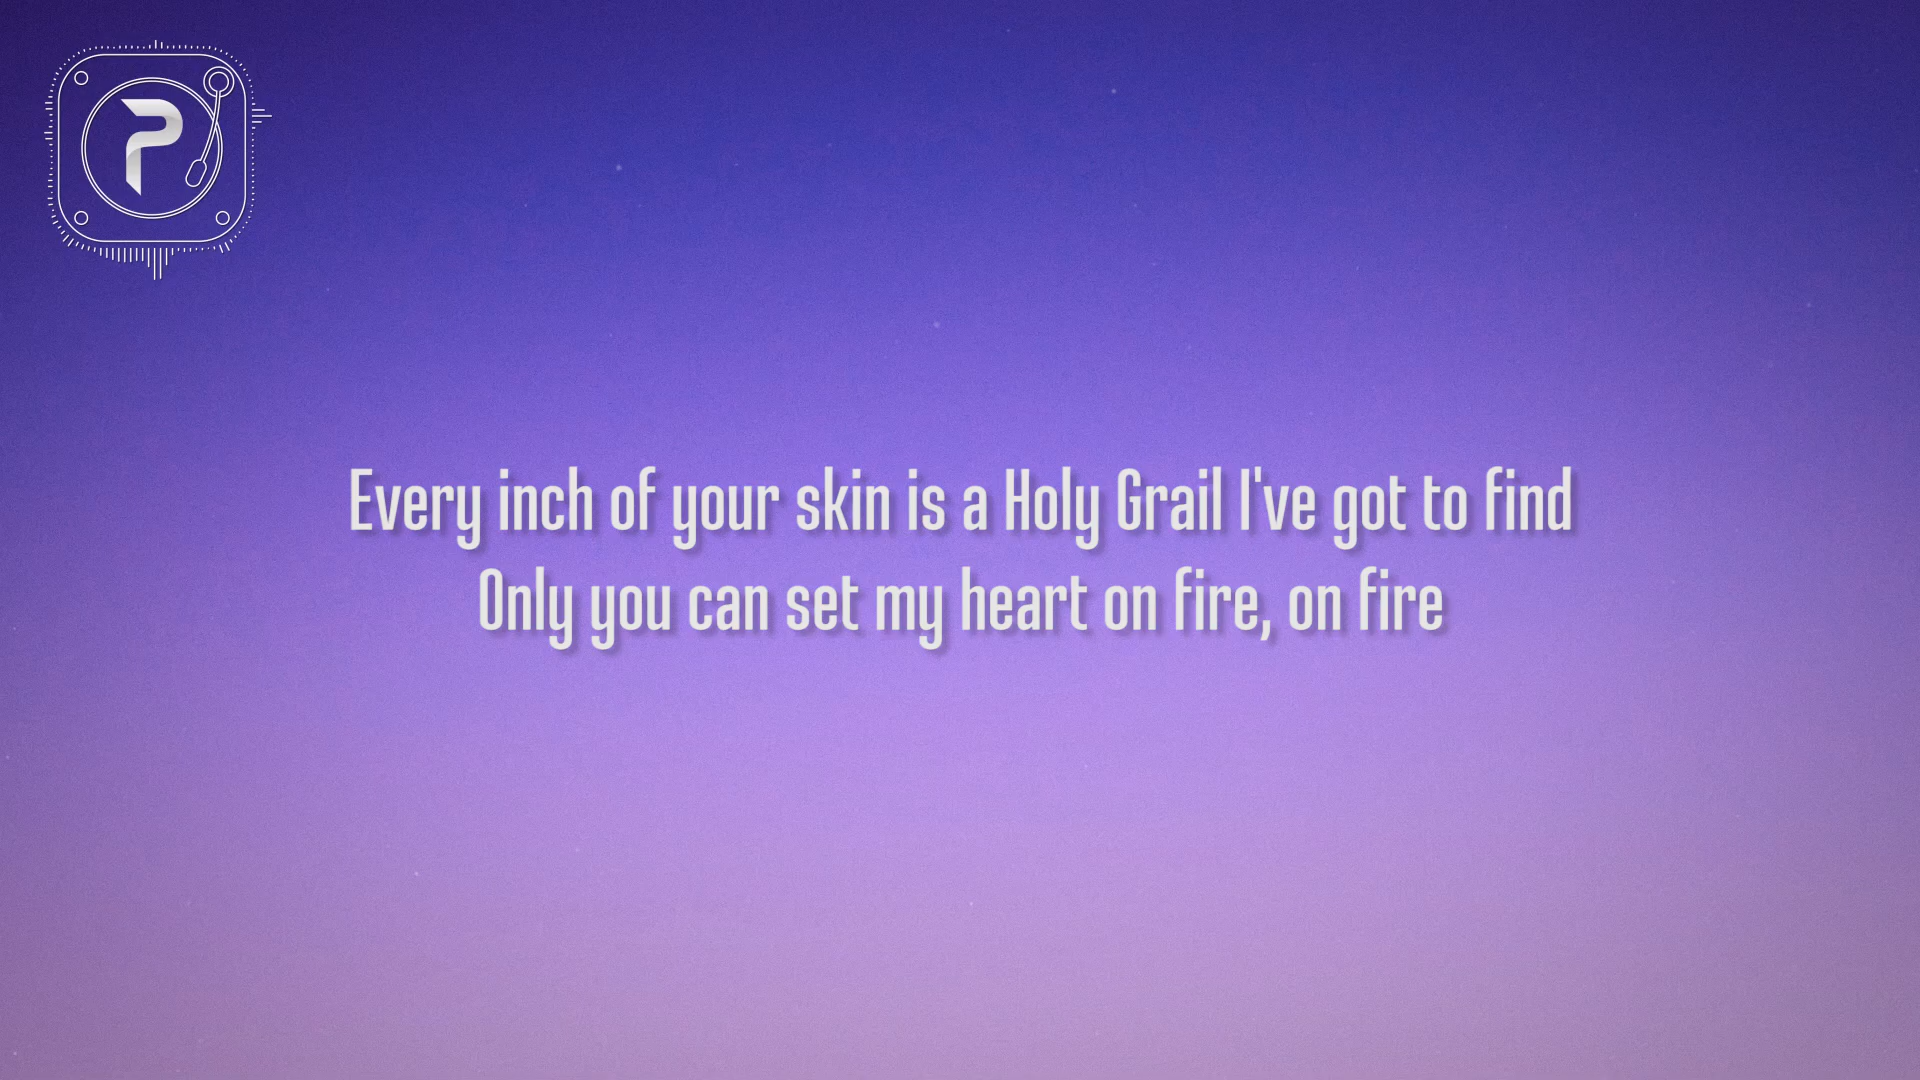 P
Every inch of your skin is a Holy Grail I've got to find
Only you can set my heart on fire, on fire